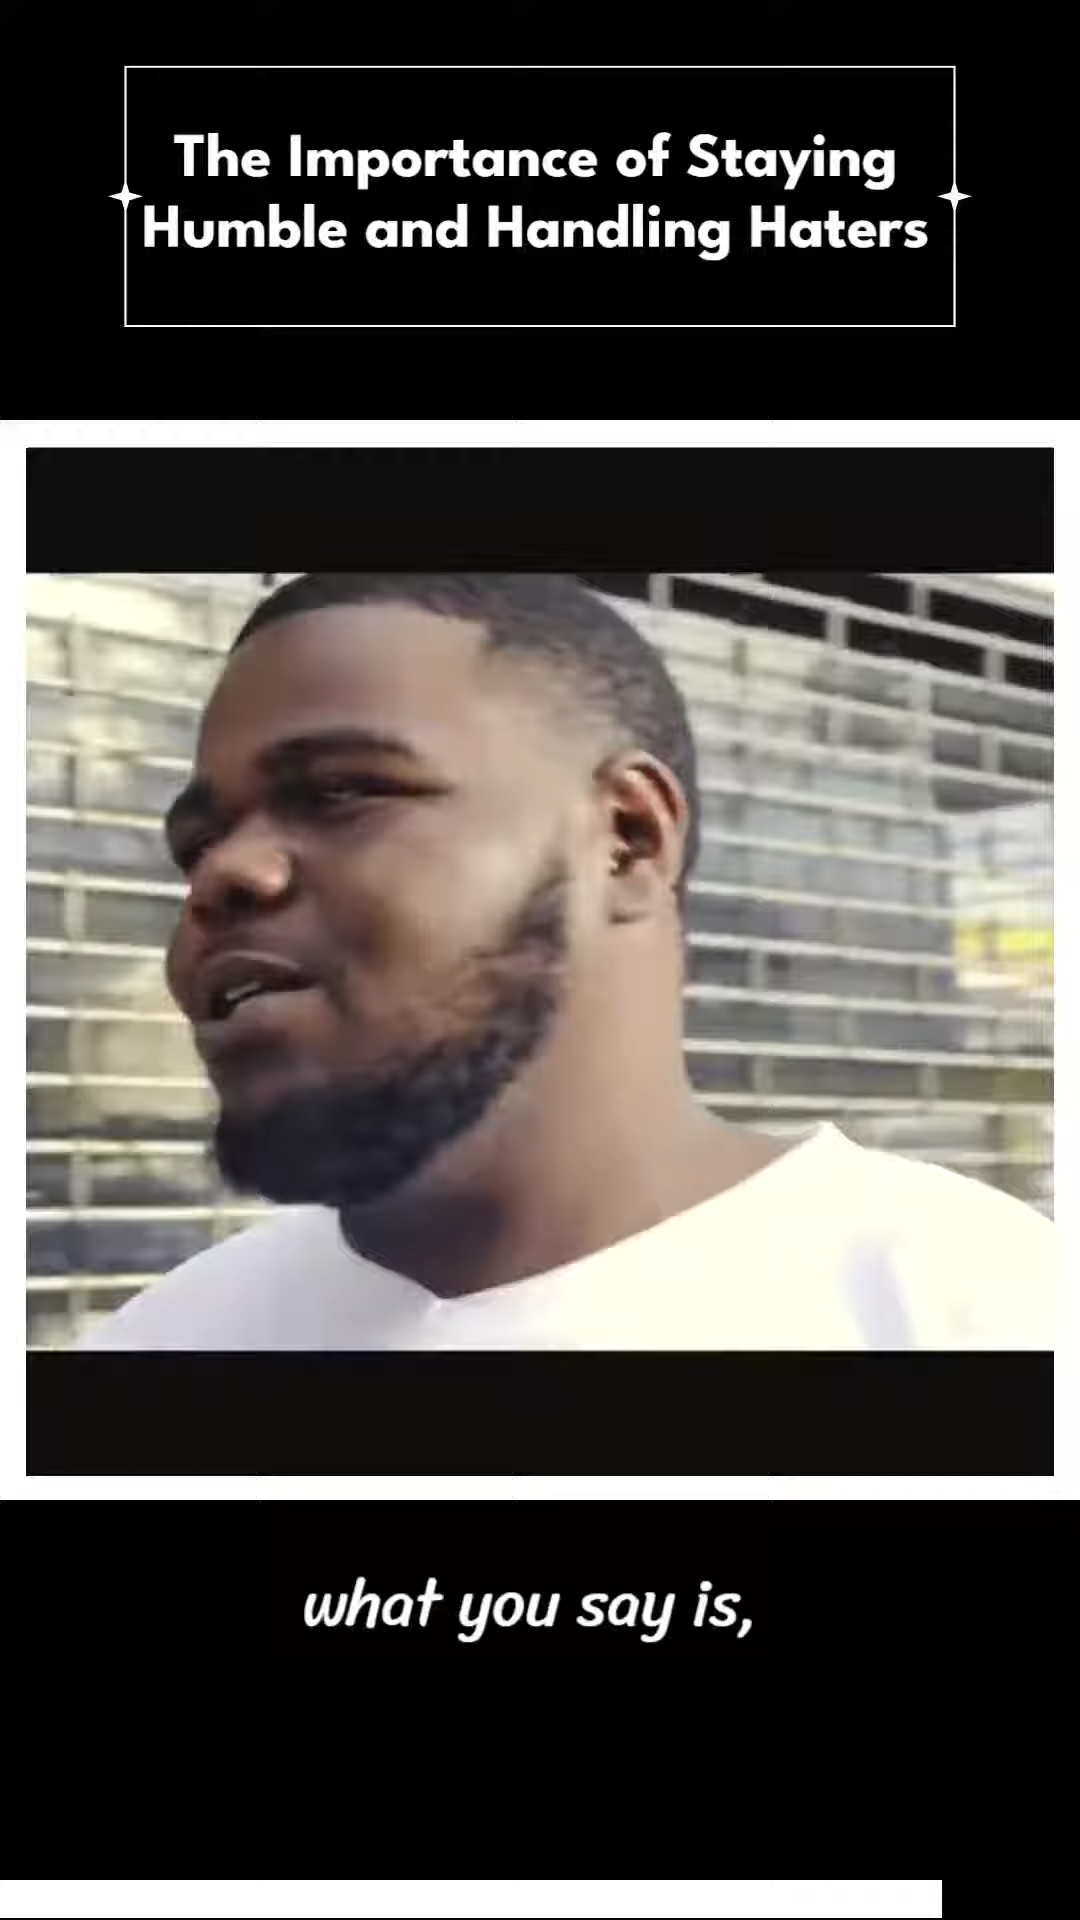 The Importance of Staying
Humble and Handling Haters
what you say is,